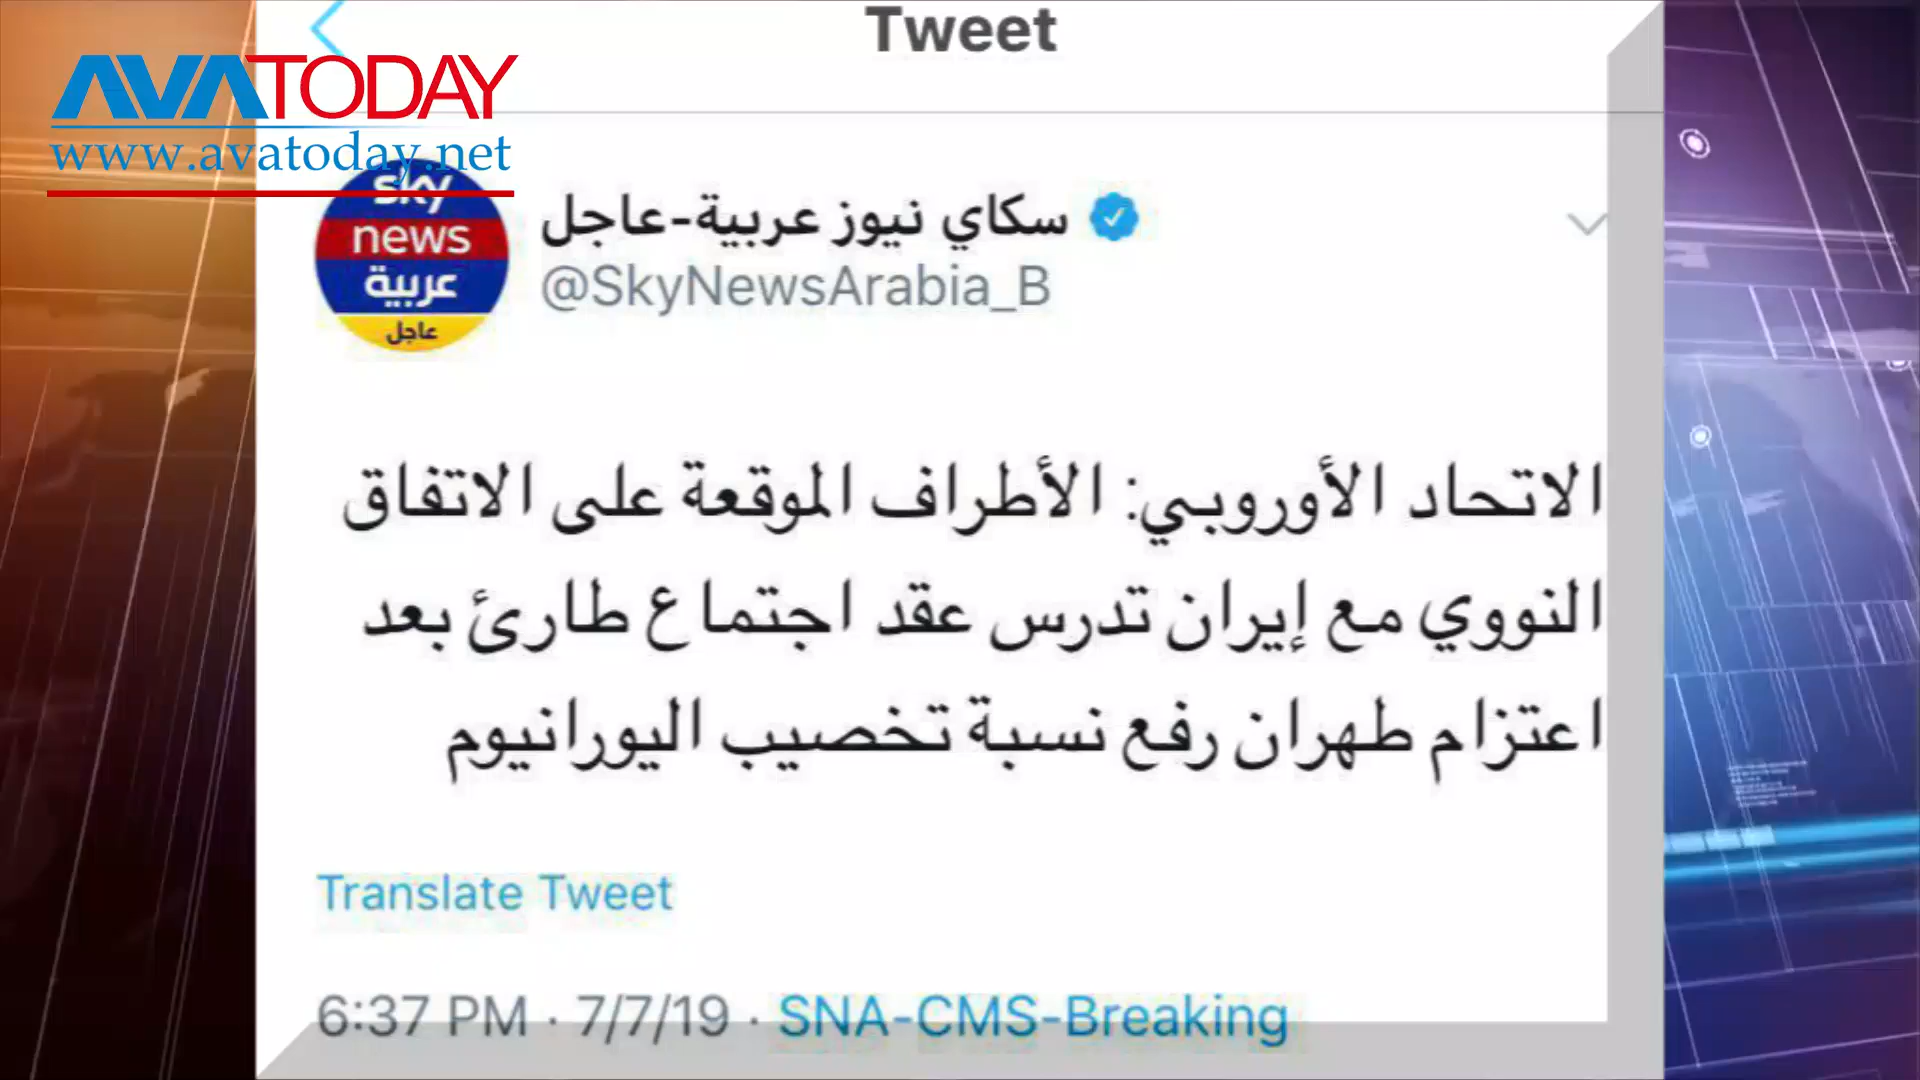 Tweet
AVATODAY
www.avatoday.net
sky
news
عربية
عاجل
سكاي نيوز عربية-عاجل
@SkyNewsArabia_B
الاتحاد الأوروبي: الأطراف الموقعة على الاتفاق
النووي مع إيران تدرس عقد اجتماع طارئ بعد
اعتزام طهران رفع نسبة تخصيب اليورانيوم
Translate Tweet
6:37 PM · 7/7/19 · SNA-CMS-Breaking